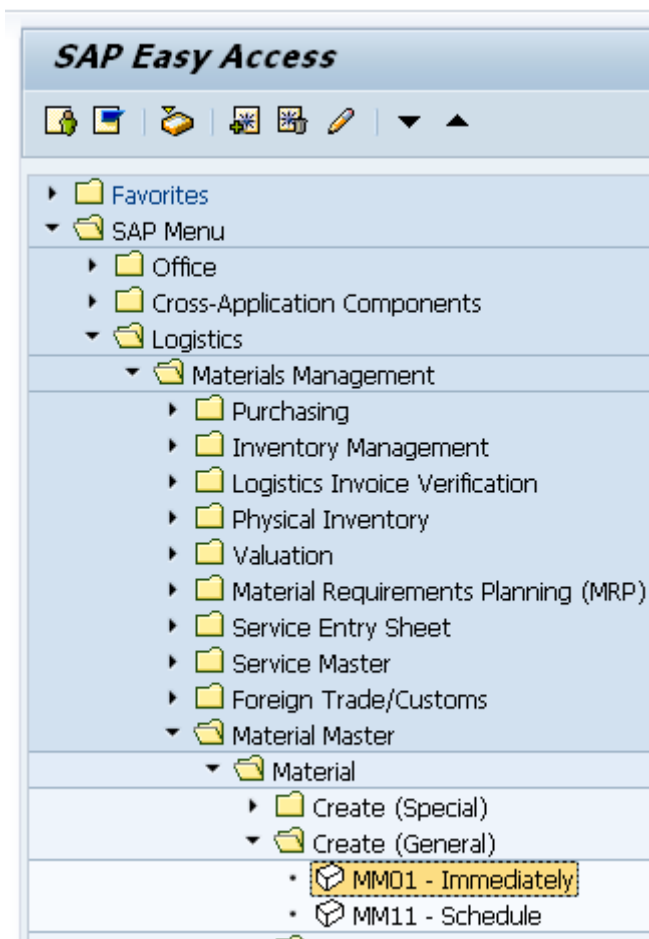 SAP Easy Access
Favorites
SAP Menu
Office
Cross-Application Components
Logistics
Materials Management
Purchasing
Inventory Management
Logistics Invoice Verification
Physical Inventory
Valuation
Material Requirements Planning (MRP)
Service Entry Sheet
Service Master
Foreign Trade/Customs
Material Master
Material
Create (Special)
Create (General)
MM01 - Immediately
MM11 - Schedule